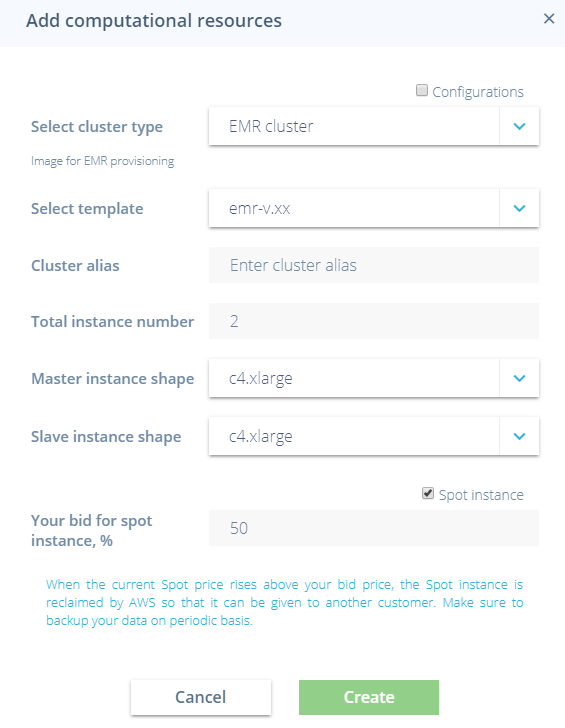 Add computational resources ×
Configurations
Select cluster type EMR cluster
Image for EMR provisioning
Select template emr-v.xx
Cluster alias Enter cluster alias
Total instance number 2
Master instance shape c4.xlarge
Slave instance shape c4.xlarge
Spot instance
Your bid for spot
instance, % 50
When the current Spot price rises above your bid price, the Spot instance is
reclaimed by AWS so that it can be given to another customer. Make sure to
backup your data on periodic basis.
Cancel Create